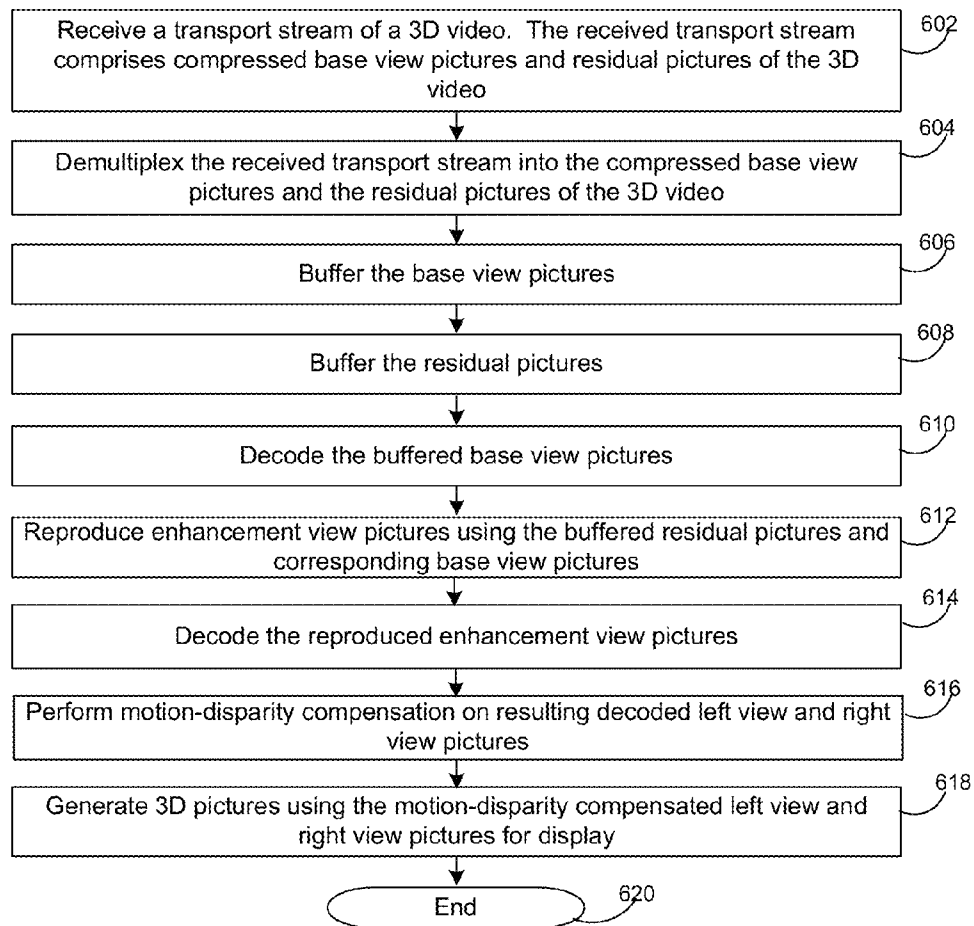 Receive a transport stream of a 3D video. The received transport stream
comprises compressed base view pictures and residual pictures of the 3D
video
602
Demultiplex the received transport stream into the compressed base view
pictures and the residual pictures of the 3D video
604
Buffer the base view pictures
606
Buffer the residual pictures
608
Decode the buffered base view pictures
610
Reproduce enhancement view pictures using the buffered residual pictures and
corresponding base view pictures
612
Decode the reproduced enhancement view pictures
614
Perform motion-disparity compensation on resulting decoded left view and right
view pictures
616
Generate 3D pictures using the motion-disparity compensated left view and
right view pictures for display
618
End
620